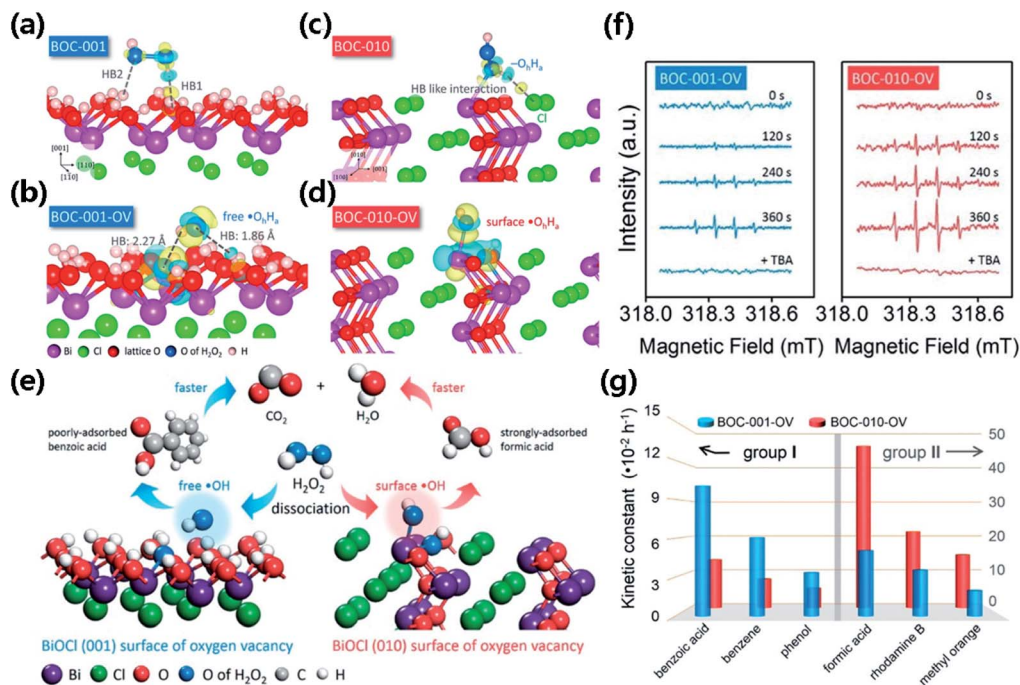 (a)
BOC-001
HB2
HB1
[001]
[110]
[110]
(b)
BOC-001-OV
free •OhHa
HB: 2.27 Å
HB: 1.86 Å
Bi Cl lattice O O of H2O2 H
(c)
BOC-010
–OhHa
HB like interaction
Cl
[010]
[100] [001]
(d)
BOC-010-OV
surface •OhHa
(e)
faster
CO2
+
H2O
faster
poorly-adsorbed
benzoic acid
strongly-adsorbed
formic acid
H2O2
free •OH
dissociation
surface •OH
BiOCl (001) surface of oxygen vacancy
BiOCl (010) surface of oxygen vacancy
Bi Cl O O of H2O2 C H
(f)
Intensity (a.u.)
BOC-001-OV
0 s
120 s
240 s
360 s
+ TBA
318.0 318.3 318.6
Magnetic Field (mT)
BOC-010-OV
0 s
120 s
240 s
360 s
+ TBA
318.0 318.3 318.6
Magnetic Field (mT)
(g)
Kinetic constant (•10-2 h-1)
15
12
9
6
3
0
BOC-001-OV
BOC-010-OV
group I
group II
50
40
30
20
10
0
benzoic acid
benzene
phenol
formic acid
rhodamine B
methyl orange